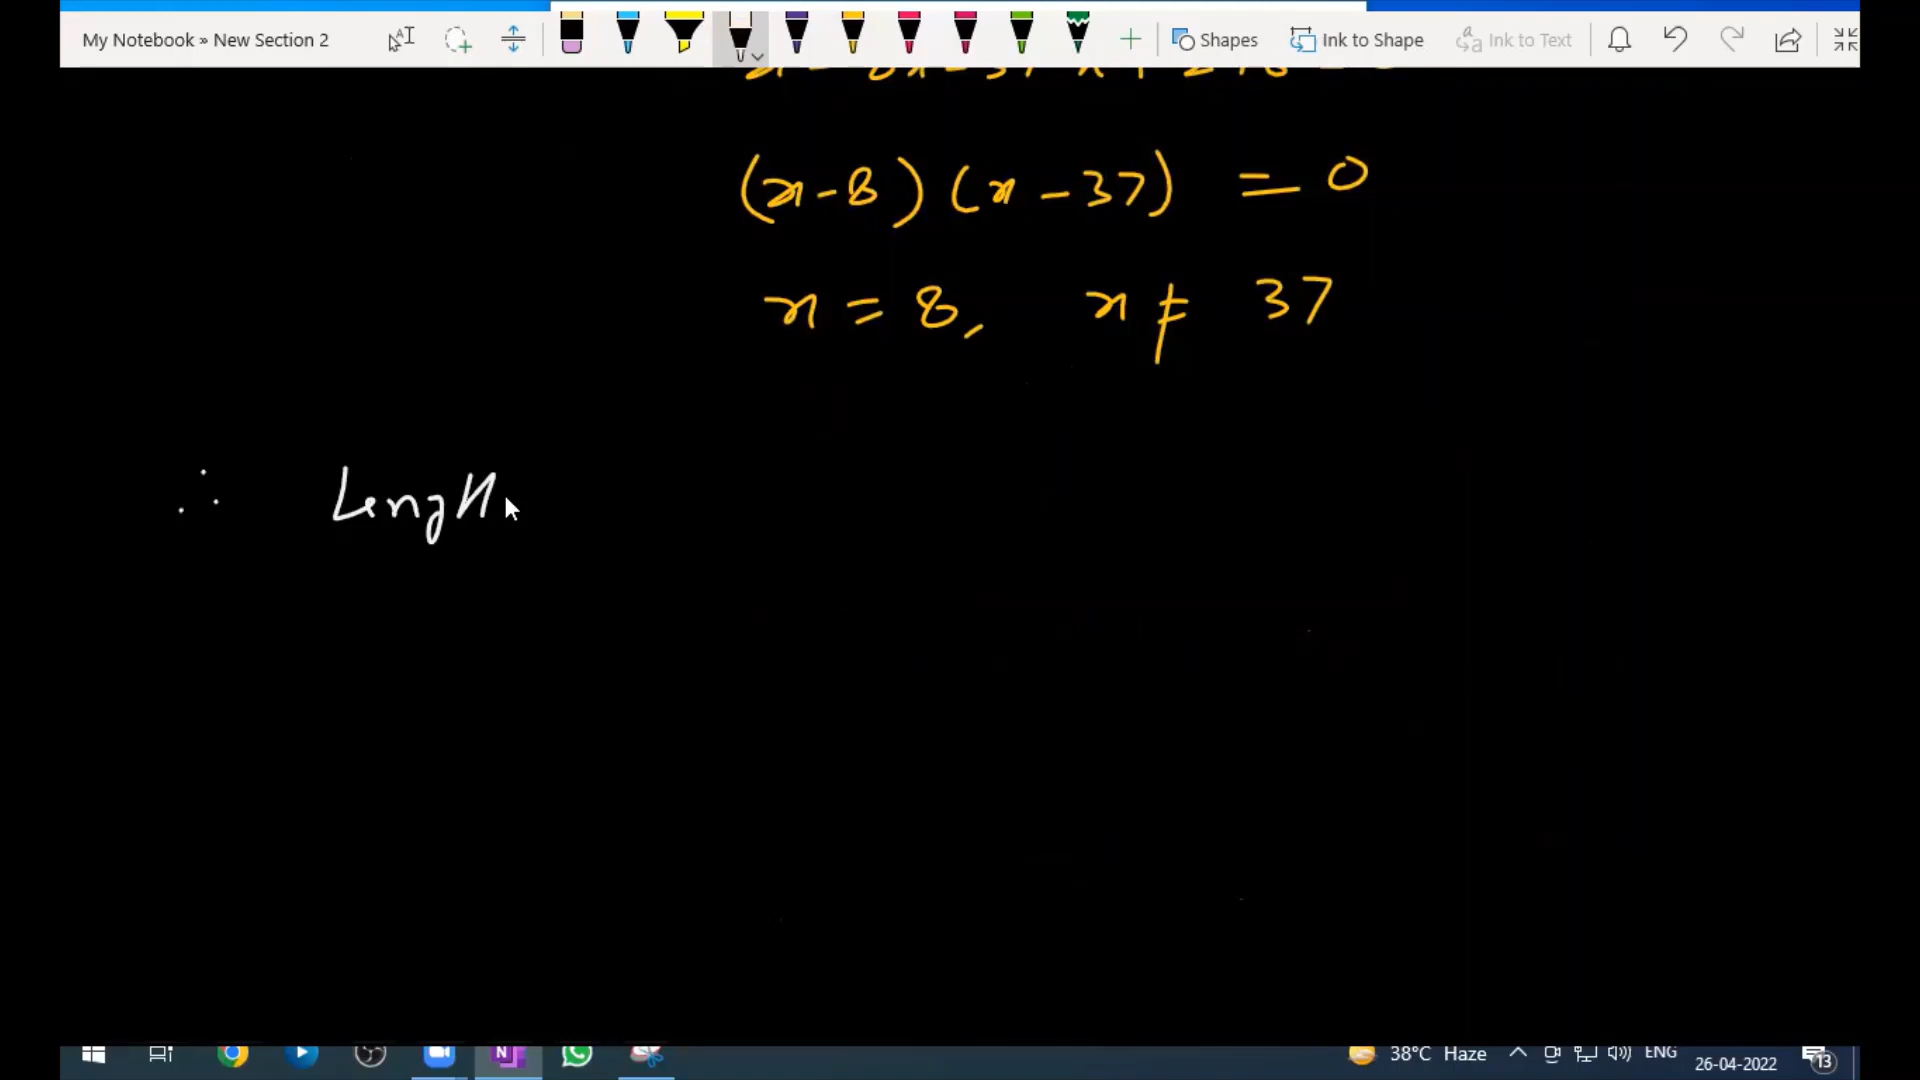 My Notebook » New Section 2
Shapes
Ink to Shape
Ink to Text
(x-8) (x-37) = 0
x = 8, x ≠ 37
∴ Length
38°C Haze
ENG
26-04-2022
13